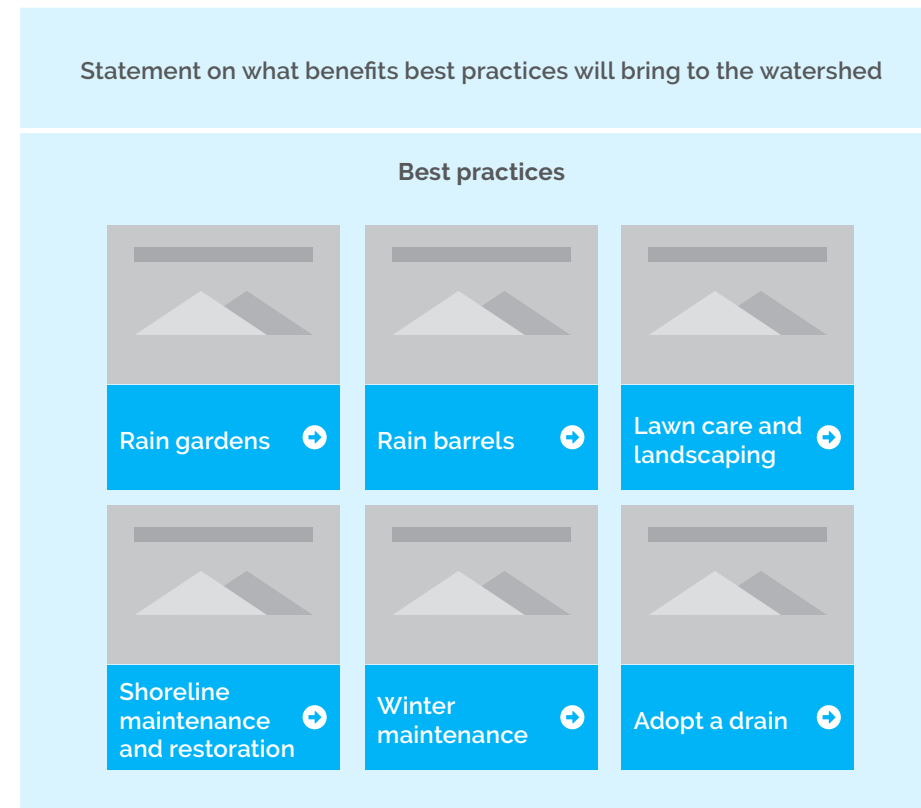 Statement on what benefits best practices will bring to the watershed
Best practices
Rain gardens
Rain barrels
Lawn care and
landscaping
Shoreline
maintenance
and restoration
Winter
maintenance
Adopt a drain